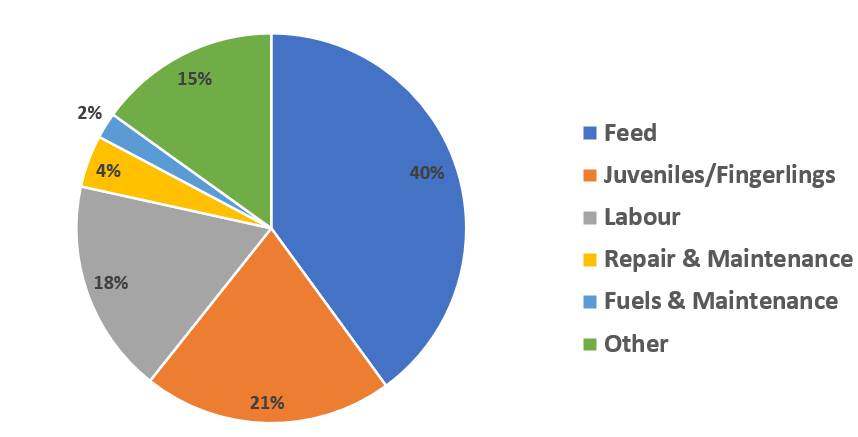 15%
2%
4%
40%
18%
21%
Feed
Juveniles/Fingerlings
Labour
Repair & Maintenance
Fuels & Maintenance
Other